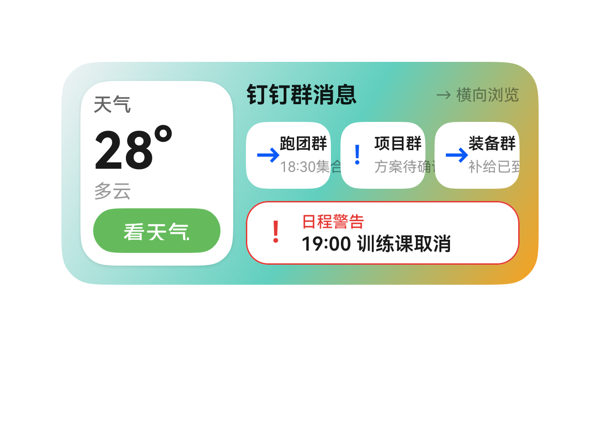 天气
28°
多云
看天气
钉钉群消息
→ 横向浏览
→ 跑团群
18:30集合
! 项目群
方案待确
→ 装备群
补给已到
! 日程警告
19:00 训练课取消